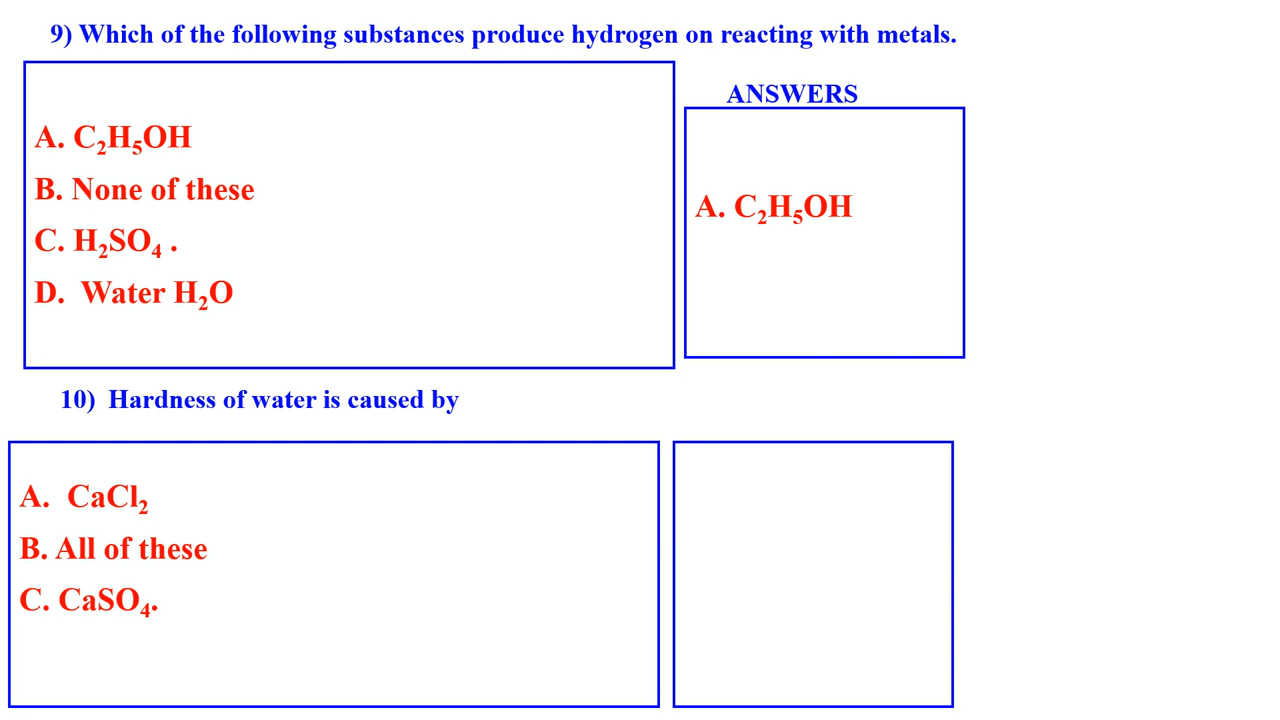 9) Which of the following substances produce hydrogen on reacting with metals.
ANSWERS
A. C₂H₅OH
B. None of these
C. H₂SO₄ .
D. Water H₂O
A. C₂H₅OH
10) Hardness of water is caused by
A. CaCl₂
B. All of these
C. CaSO₄.